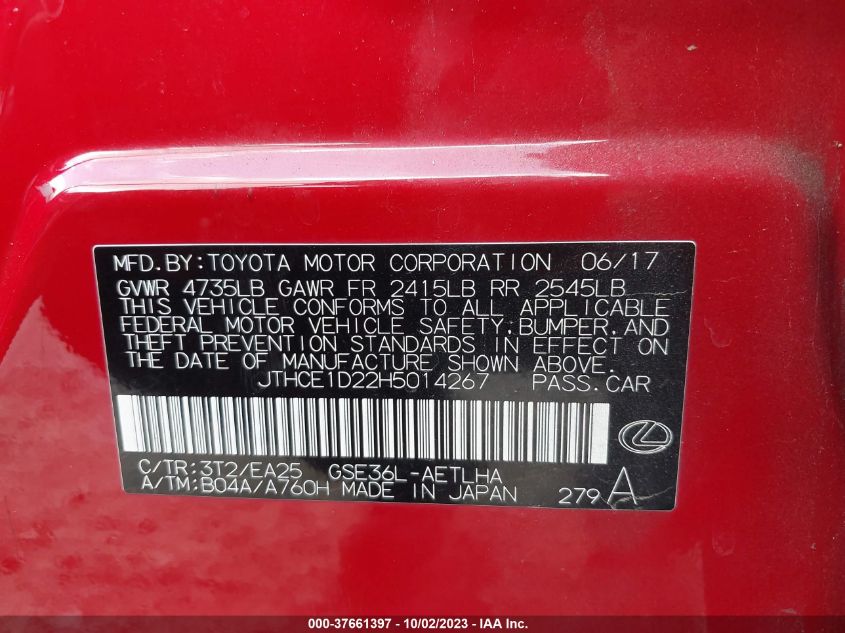 MFD.BY:TOYOTA MOTOR CORPORATION 06/17
GVWR 4735LB GAWR FR 2415LB RR 2545LB
THIS VEHICLE CONFORMS TO ALL APPLICABLE
FEDERAL MOTOR VEHICLE SAFETY,BUMPER,AND
THEFT PREVENTION STANDARDS IN EFFECT ON
THE DATE OF MANUFACTURE SHOWN ABOVE.
JTHCE1D22H5014267 PASS.CAR
C/TR:3T2/EA25 GSE36L-AETLHA
A/TM:B04A/A760H MADE IN JAPAN 279 A
000-37661397 - 10/02/2023 - IAA Inc.